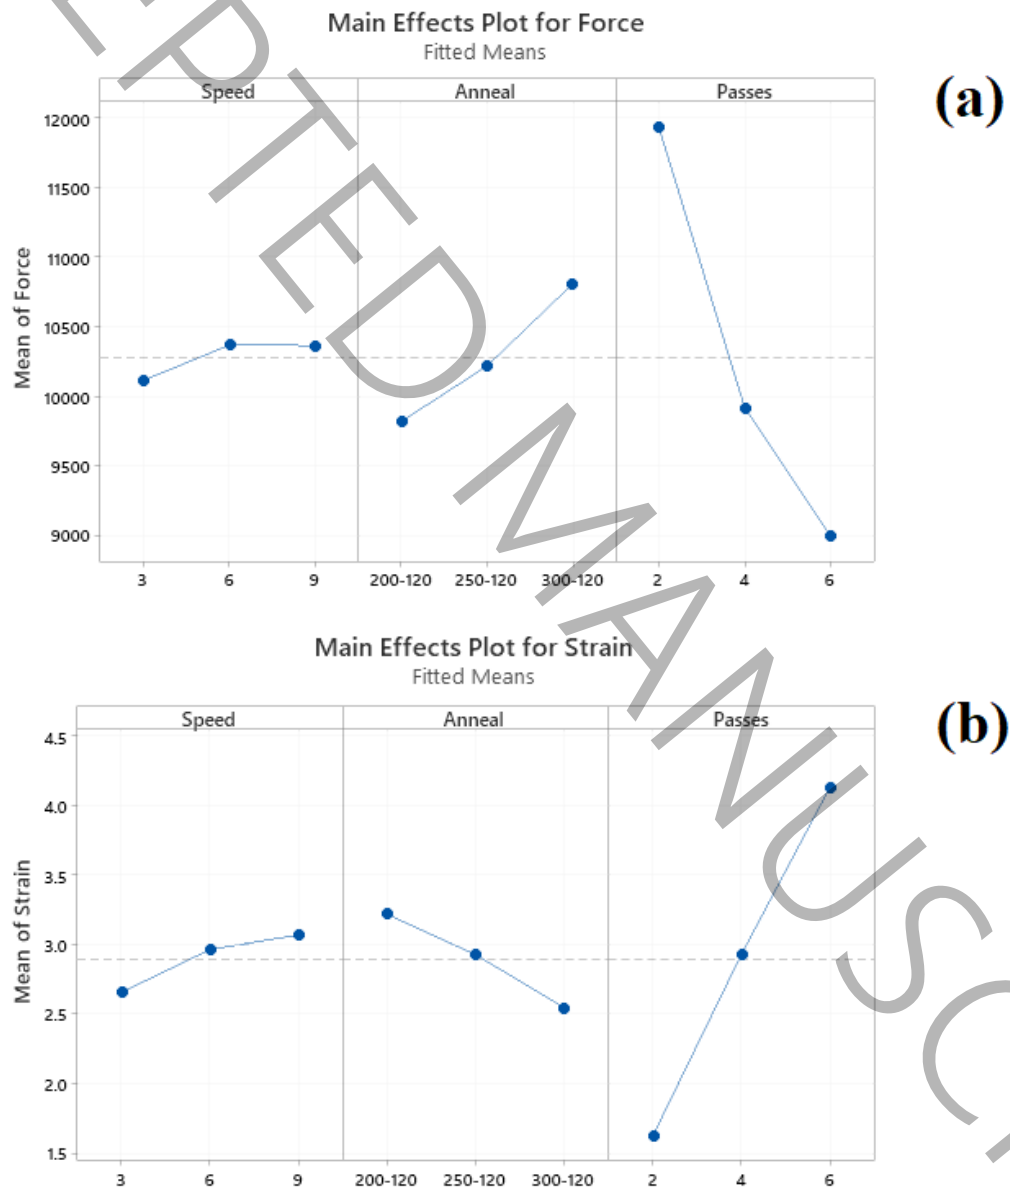 Main Effects Plot for Force
Fitted Means
(a)
Speed Anneal Passes
12000
11500
11000
10500
10000
9500
9000
Mean of Force
3 6 9 200-120 250-120 300-120 2 4 6
Main Effects Plot for Strain
Fitted Means
(b)
Speed Anneal Passes
4.5
4.0
3.5
3.0
2.5
2.0
1.5
Mean of Strain
3 6 9 200-120 250-120 300-120 2 4 6
EPTED MANUSC